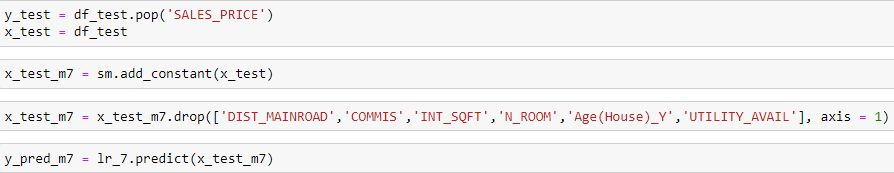 y_test = df_test.pop('SALES_PRICE')
x_test = df_test
x_test_m7 = sm.add_constant(x_test)
x_test_m7 = x_test_m7.drop(['DIST_MAINROAD','COMMIS','INT_SQFT','N_ROOM','Age(House)_Y','UTILITY_AVAIL'], axis = 1)
y_pred_m7 = lr_7.predict(x_test_m7)